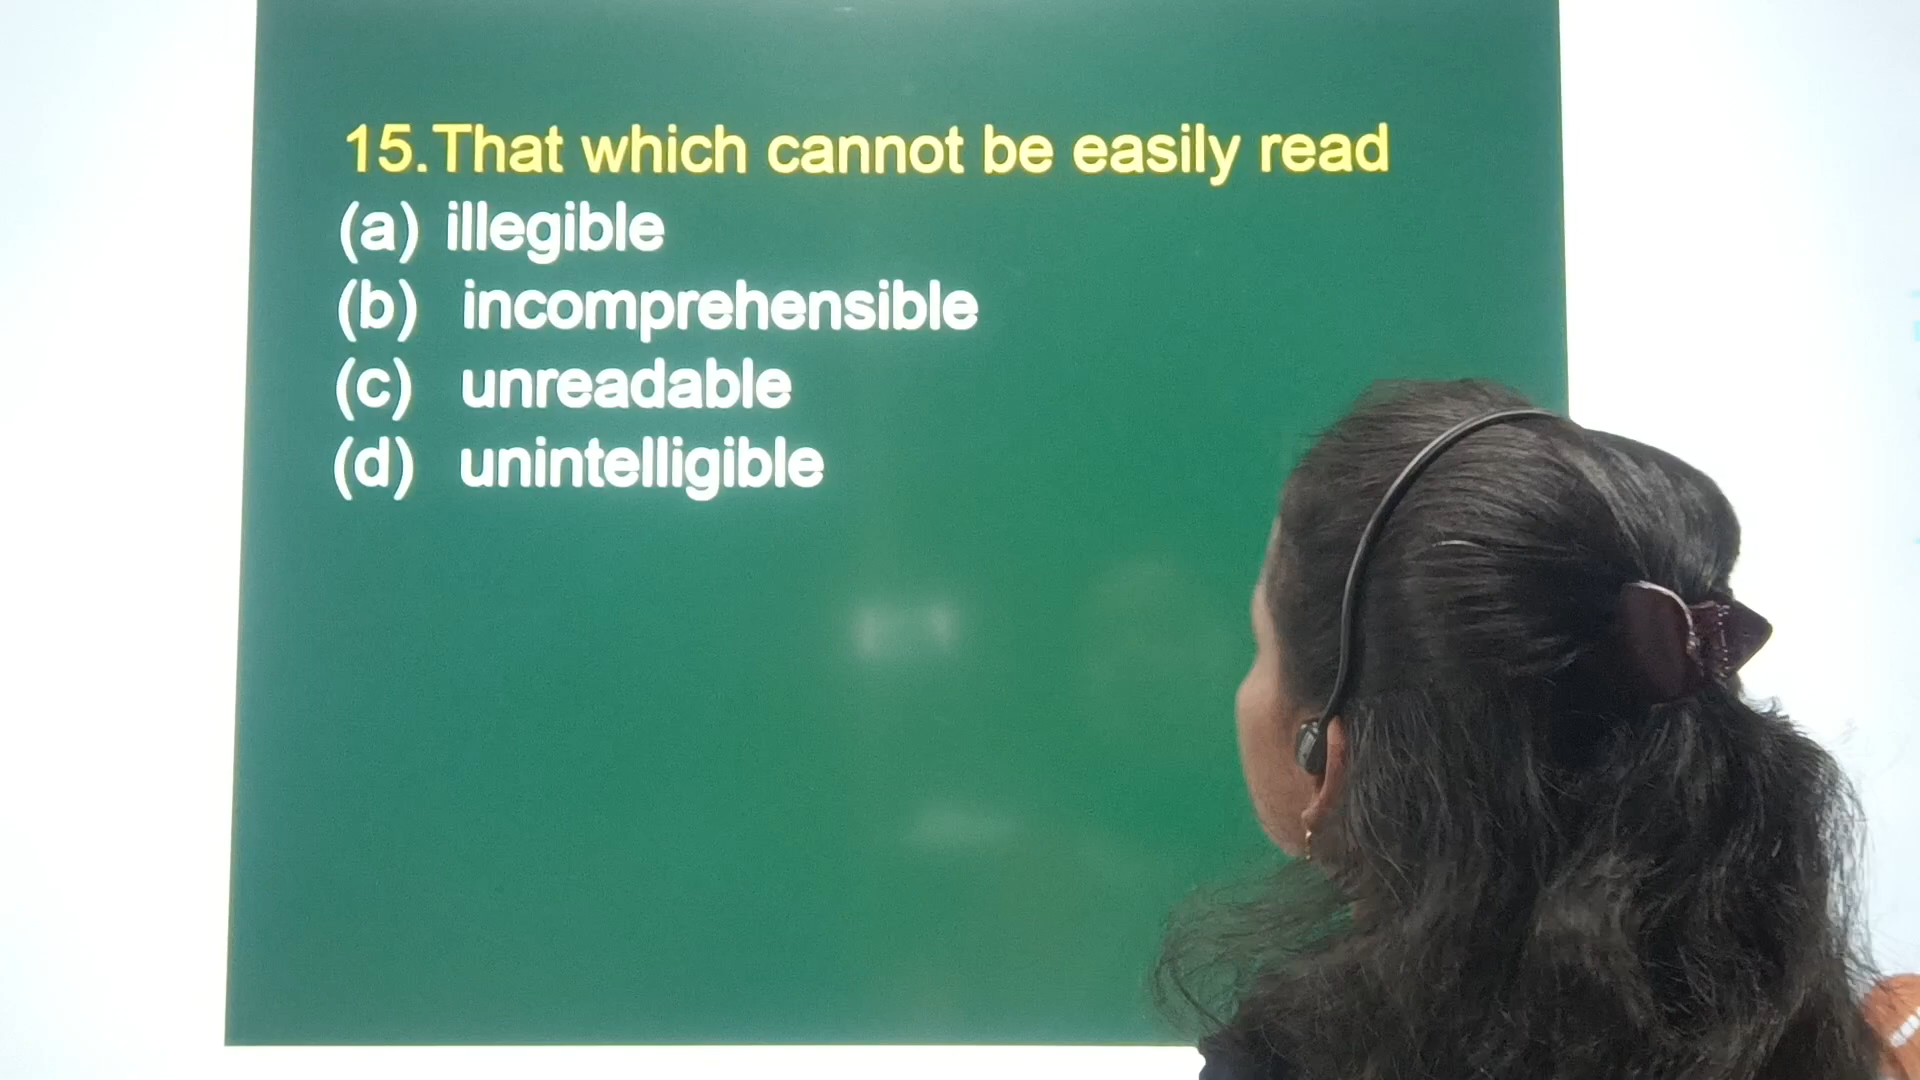 15.That which cannot be easily read
(a) illegible
(b) incomprehensible
(c) unreadable
(d) unintelligible